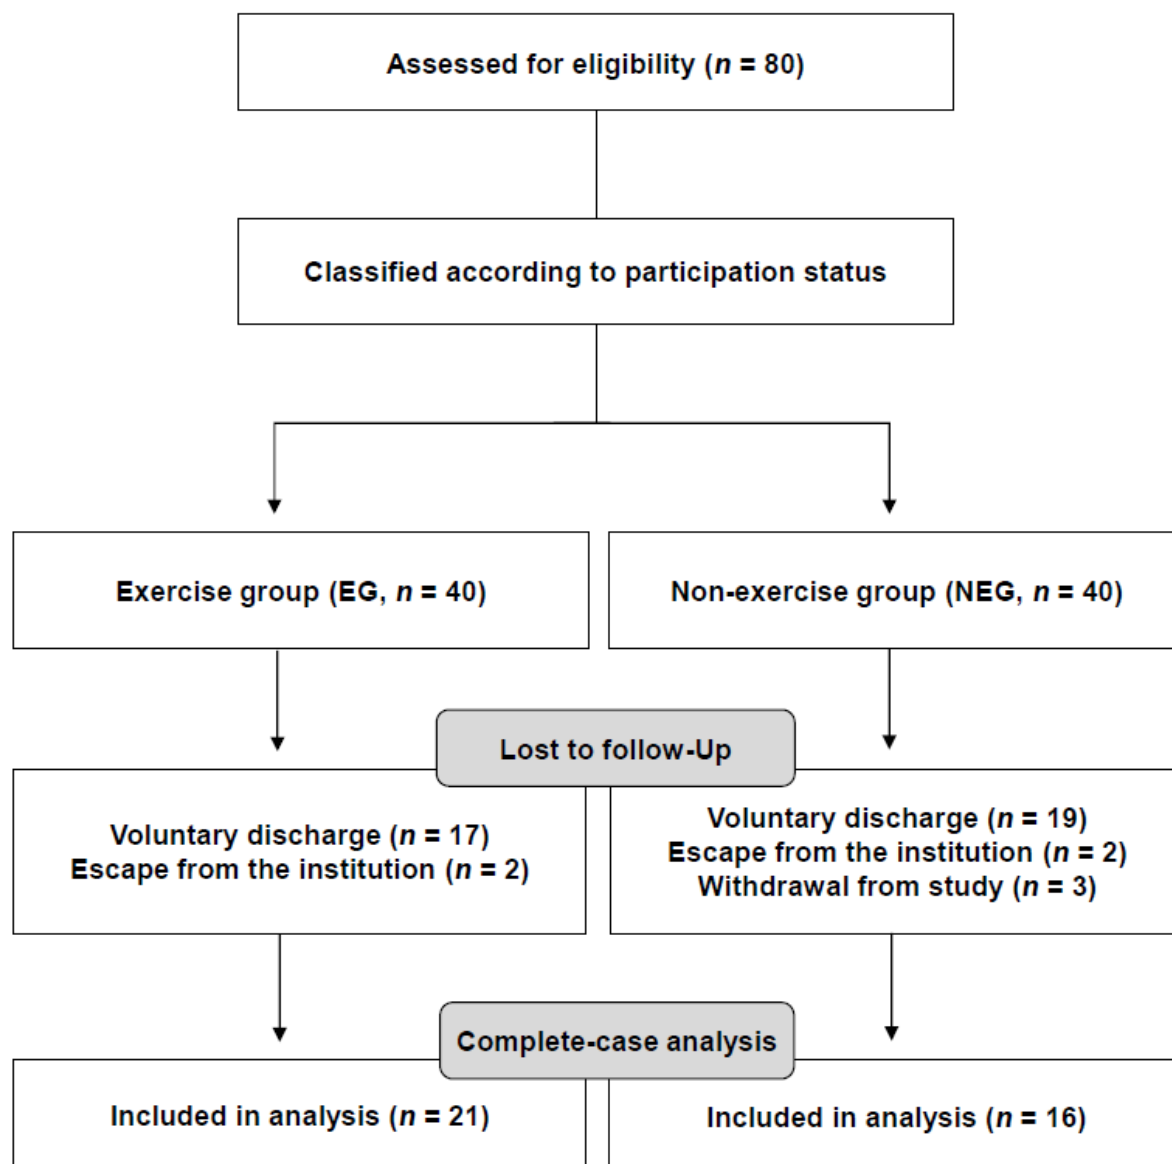 Assessed for eligibility (n = 80)
Classified according to participation status
Exercise group (EG, n = 40)
Non-exercise group (NEG, n = 40)
Lost to follow-Up
Voluntary discharge (n = 17)
Escape from the institution (n = 2)
Voluntary discharge (n = 19)
Escape from the institution (n = 2)
Withdrawal from study (n = 3)
Complete-case analysis
Included in analysis (n = 21)
Included in analysis (n = 16)